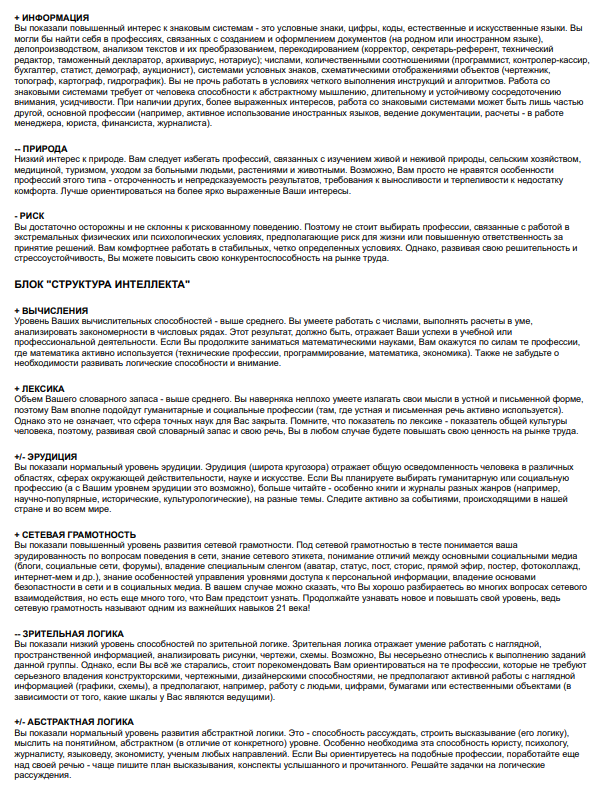 + ИНФОРМАЦИЯ
Вы показали повышенный интерес к знаковым системам - это условные знаки, цифры, коды, естественные и искусственные языки. Вы
могли бы найти себя в профессиях, связанных с созданием и оформлением документов (на родном или иностранном языке),
делопроизводством, анализом текстов и их преобразованием, перекодированием (корректор, секретарь-референт, технический
редактор, таможенный декларатор, архивариус, нотариус); числами, количественными соотношениями (программист, контролер-кассир,
бухгалтер, статист, демограф, аукционист), системами условных знаков, схематическими отображениями объектов (чертежник,
топограф, картограф, гидрографик). Вы не прочь работать в условиях четкого выполнения инструкций и алгоритмов. Работа со
знаковыми системами требует от человека способности к абстрактному мышлению, длительному и устойчивому сосредоточению
внимания, усидчивости. При наличии других, более выраженных интересов, работа со знаковыми системами может быть лишь частью
другой, основной профессии (например, активное использование иностранных языков, ведение документации, расчеты - в работе
менеджера, юриста, финансиста, журналиста).
-- ПРИРОДА
Низкий интерес к природе. Вам следует избегать профессий, связанных с изучением живой и неживой природы, сельским хозяйством,
медициной, туризмом, уходом за больными людьми, растениями и животными. Возможно, Вам просто не нравятся особенности
профессий этого типа - отсроченность и непредсказуемость результатов, требования к выносливости и терпеливости к недостатку
комфорта. Лучше ориентироваться на более ярко выраженные Ваши интересы.
- РИСК
Вы достаточно осторожны и не склонны к рискованному поведению. Поэтому не стоит выбирать профессии, связанные с работой в
экстремальных физических или психологических условиях, предполагающие риск для жизни или повышенную ответственность за
принятие решений. Вам комфортнее работать в стабильных, четко определенных условиях. Однако, развивая свою решительность и
стрессоустойчивость, Вы можете повысить свою конкурентоспособность на рынке труда.
БЛОК "СТРУКТУРА ИНТЕЛЛЕКТА"
+ ВЫЧИСЛЕНИЯ
Уровень Ваших вычислительных способностей - выше среднего. Вы умеете работать с числами, выполнять расчеты в уме,
анализировать закономерности в числовых рядах. Этот результат, должно быть, отражает Ваши успехи в учебной или
профессиональной деятельности. Если Вы продолжите заниматься математическими науками, Вам окажутся по силам те профессии,
где математика активно используется (технические профессии, программирование, математика, экономика). Также не забудьте о
необходимости развивать логические способности и внимание.
+ ЛЕКСИКА
Объем Вашего словарного запаса - выше среднего. Вы наверняка неплохо умеете излагать свои мысли в устной и письменной форме,
поэтому Вам вполне подойдут гуманитарные и социальные профессии (там, где устная и письменная речь активно используется).
Однако это не означает, что сфера точных наук для Вас закрыта. Помните, что показатель по лексике - показатель общей культуры
человека, поэтому, развивая свой словарный запас и свою речь, Вы в любом случае будете повышать свою ценность на рынке труда.
+/- ЭРУДИЦИЯ
Вы показали нормальный уровень эрудиции. Эрудиция (широта кругозора) отражает общую осведомленность человека в различных
областях, сферах окружающей действительности, науке и искусстве. Если Вы планируете выбирать гуманитарную или социальную
профессию (а с Вашим уровнем эрудиции это возможно), больше читайте - особенно книги и журналы разных жанров (например,
научно-популярные, исторические, культурологические), на разные темы. Следите активно за событиями, происходящими в нашей
стране и во всем мире.
+ СЕТЕВАЯ ГРАМОТНОСТЬ
Вы показали повышенный уровень развития сетевой грамотности. Под сетевой грамотностью в тесте понимается ваша
эрудированность по вопросам поведения в сети, знание сетевого этикета, понимание отличий между основными социальными медиа
(блоги, социальные сети, форумы), владение специальным сленгом (аватар, статус, пост, сторис, прямой эфир, постер, фотоколлаж,
интернет-мем и др.), знание особенностей управления уровнями доступа к персональной информации, владение основами
безопастности в сети и в социальных медиа. В вашем случае можно сказать, что Вы хорошо разбираетесь во многих вопросах сетевого
взаимодействия, но есть еще много того, что Вам предстоит узнать. Продолжайте узнавать новое и повышать свой уровень, ведь
сетевую грамотность называют одним из важнейших навыков 21 века!
-- ЗРИТЕЛЬНАЯ ЛОГИКА
Вы показали низкий уровень способностей по зрительной логике. Зрительная логика отражает умение работать с наглядной,
пространственной информацией, анализировать рисунки, чертежи, схемы. Возможно, Вы несерьезно отнеслись к выполнению заданий
данной группы. Однако, если Вы всё же старались, стоит порекомендовать Вам ориентироваться на те профессии, которые не требуют
серьезного владения конструкторскими, чертежными, дизайнерскими способностями, не предполагают активной работы с наглядной
информацией (графики, схемы), а предполагают, например, работу с людьми, цифрами, бумагами или естественными объектами (в
зависимости от того, какие шкалы у Вас являются ведущими).
+/- АБСТРАКТНАЯ ЛОГИКА
Вы показали нормальный уровень развития абстрактной логики. Это - способность рассуждать, строить высказывание (его логику),
мыслить на понятийном, абстрактном (в отличие от конкретного) уровне. Особенно необходима эта способность юристу, психологу,
журналисту, языковеду, экономисту, ученым любых направлений. Если Вы ориентируетесь на подобные профессии, поработайте еще
над своей речью - чаще пишите план высказывания, конспекты услышанного и прочитанного. Решайте задачки на логические
рассуждения.